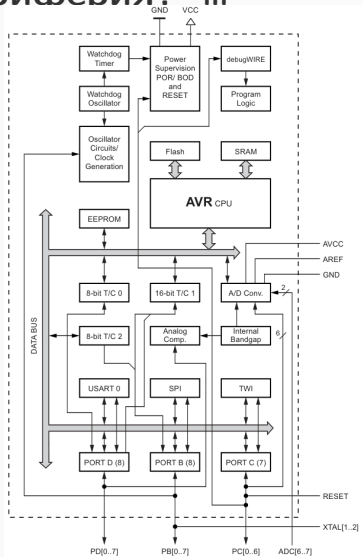 GND VCC
Watchdog Timer
Power Supervision POR/ BOD and RESET
debugWIRE
Watchdog Oscillator
Program Logic
Oscillator Circuits/ Clock Generation
Flash
SRAM
AVR CPU
EEPROM
AVCC
AREF
GND
8-bit T/C 0
16-bit T/C 1
A/D Conv.
2
DATA BUS
8-bit T/C 2
Analog Comp.
Internal Bandgap
6
USART 0
SPI
TWI
PORT D (8)
PORT B (8)
PORT C (7)
RESET
XTAL[1..2]
PD[0..7]
PB[0..7]
PC[0..6]
ADC[6..7]